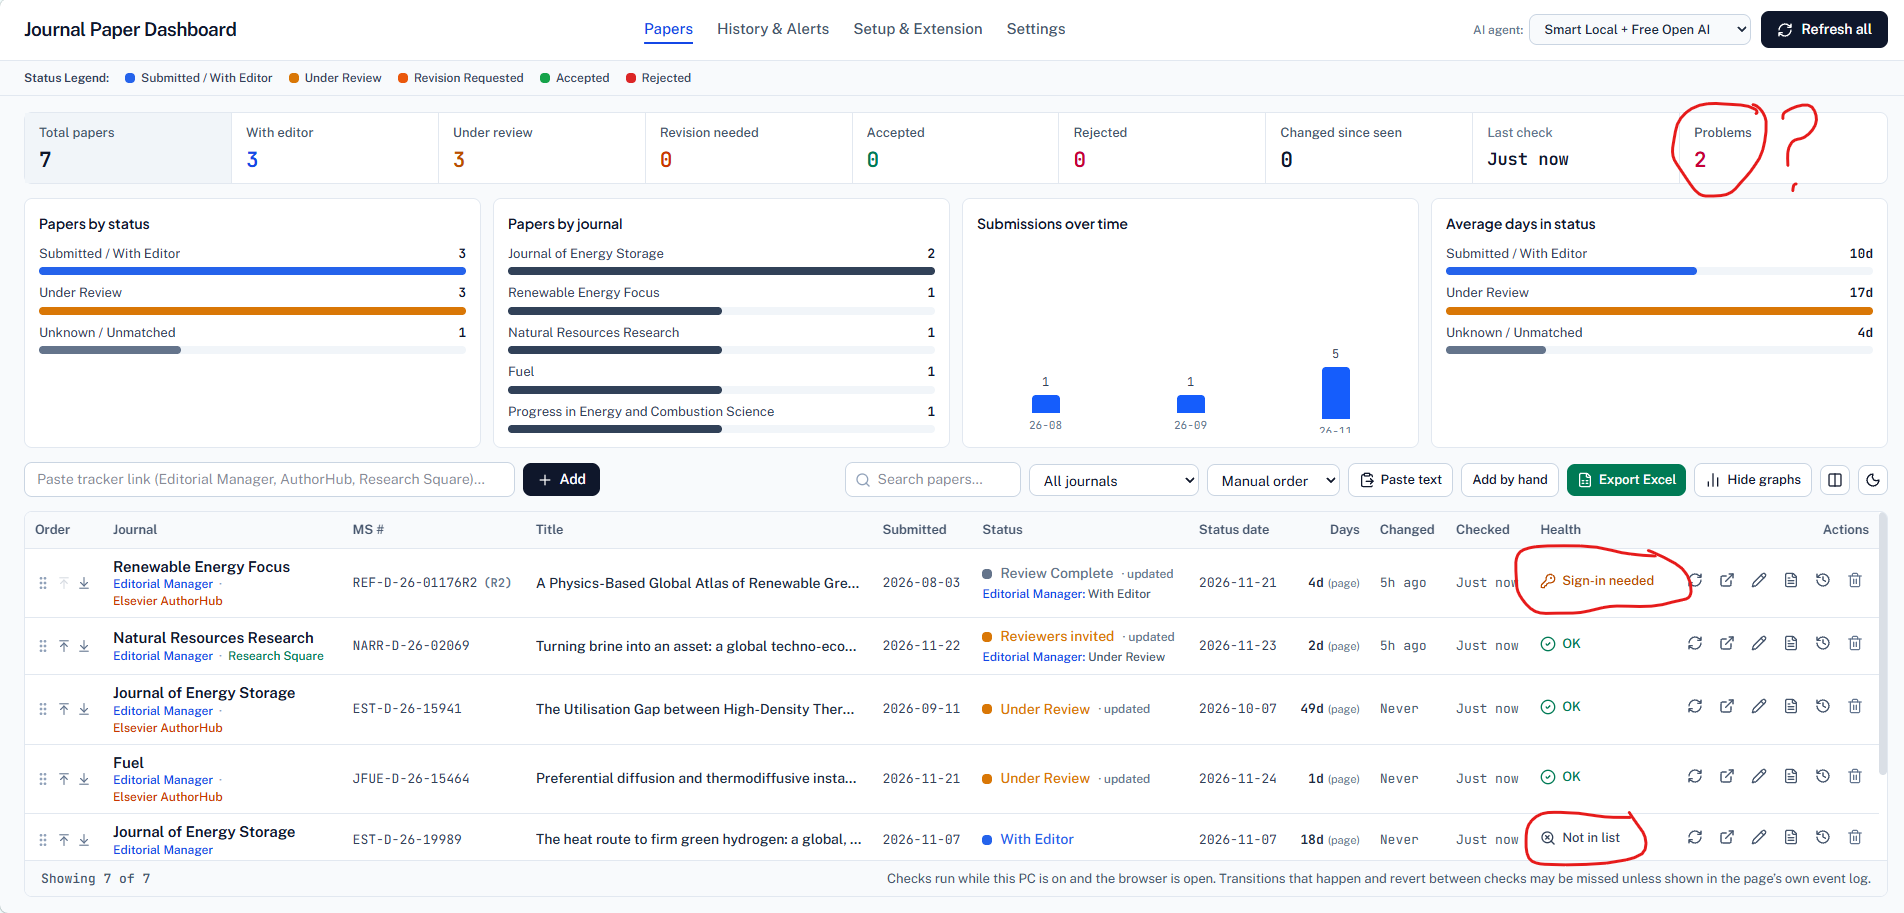 Journal Paper Dashboard
Papers History & Alerts Setup & Extension Settings
AI agent: Smart Local + Free Open AI Refresh all
Status Legend: Submitted / With Editor Under Review Revision Requested Accepted Rejected
Total papers With editor Under review Revision needed Accepted Rejected Changed since seen Last check Problems ?
7 3 3 0 0 0 0 Just now 2
Papers by status
Submitted / With Editor 3
Under Review 3
Unknown / Unmatched 1
Papers by journal
Journal of Energy Storage 2
Renewable Energy Focus 1
Natural Resources Research 1
Fuel 1
Progress in Energy and Combustion Science 1
Submissions over time
1 1 5
26-08 26-09 26-11
Average days in status
Submitted / With Editor 10d
Under Review 17d
Unknown / Unmatched 4d
Paste tracker link (Editorial Manager, AuthorHub, Research Square)... + Add Search papers... All journals Manual order Paste text Add by hand Export Excel Hide graphs
Order Journal MS # Title Submitted Status Status date Days Changed Checked Health Actions
Renewable Energy Focus
Editorial Manager ·
Elsevier AuthorHub
REF-D-26-01176R2 (R2) A Physics-Based Global Atlas of Renewable Gre... 2026-08-03 Review Complete · updated
Editorial Manager: With Editor
2026-11-21 4d (page) 5h ago Just now Sign-in needed
Natural Resources Research
Editorial Manager · Research Square
NARR-D-26-02069 Turning brine into an asset: a global techno-eco... 2026-11-22 Reviewers invited · updated
Editorial Manager: Under Review
2026-11-23 2d (page) 5h ago Just now OK
Journal of Energy Storage
Editorial Manager ·
Elsevier AuthorHub
EST-D-26-15941 The Utilisation Gap between High-Density Ther... 2026-09-11 Under Review · updated 2026-10-07 49d (page) Never Just now OK
Fuel
Editorial Manager ·
Elsevier AuthorHub
JFUE-D-26-15464 Preferential diffusion and thermodiffusive insta... 2026-11-21 Under Review · updated 2026-11-24 1d (page) Never Just now OK
Journal of Energy Storage
Editorial Manager
EST-D-26-19989 The heat route to firm green hydrogen: a global, ... 2026-11-07 With Editor 2026-11-07 18d (page) Never Just now Not in list
Showing 7 of 7 Checks run while this PC is on and the browser is open. Transitions that happen and revert between checks may be missed unless shown in the page's own event log.